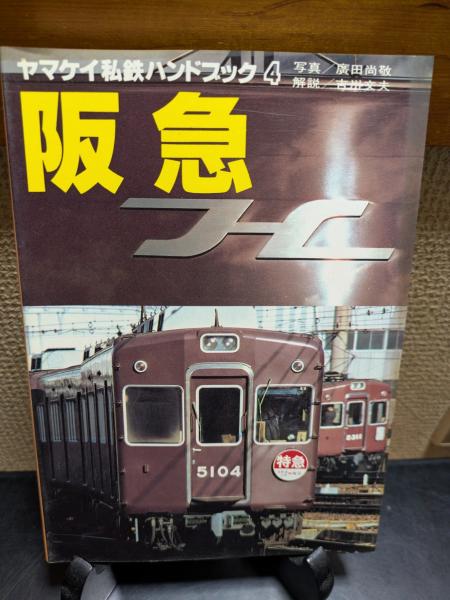 ヤマケイ私鉄ハンドブック 4
写真／廣田尚敬
解説／吉川文夫
阪急
5104
特急